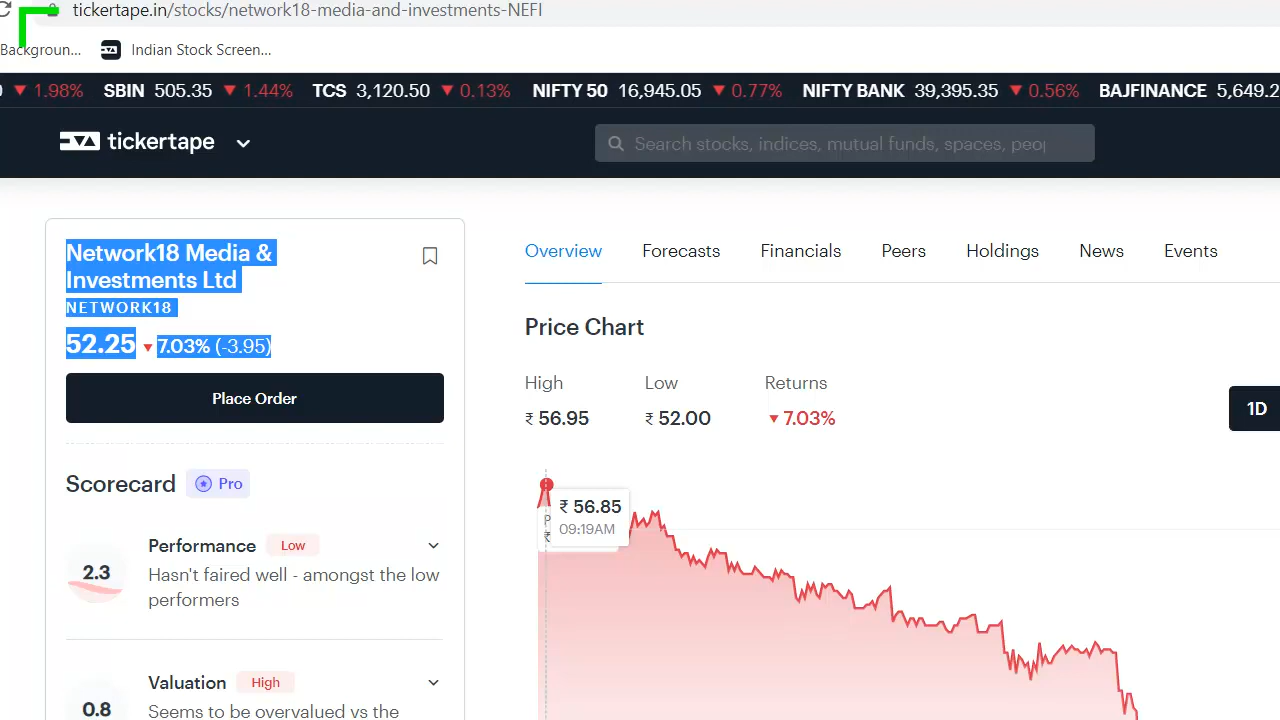 tickertape.in/stocks/network18-media-and-investments-NEFI
Backgroun... Indian Stock Screen...
1.98% SBIN 505.35 ▼ 1.44% TCS 3,120.50 ▼ 0.13% NIFTY 50 16,945.05 ▼ 0.77% NIFTY BANK 39,395.35 ▼ 0.56% BAJFINANCE 5,649.2
tickertape
Search stocks, indices, mutual funds, spaces, peo
Network18 Media &
Investments Ltd
NETWORK18
52.25 ▼ 7.03% (-3.95)
Place Order
Scorecard Pro
Performance Low
2.3
Hasn't faired well - amongst the low
performers
Valuation High
0.8
Seems to be overvalued vs the
Overview Forecasts Financials Peers Holdings News Events
Price Chart
High Low Returns
₹ 56.95 ₹ 52.00 ▼ 7.03%
1D
₹ 56.85
09:19AM